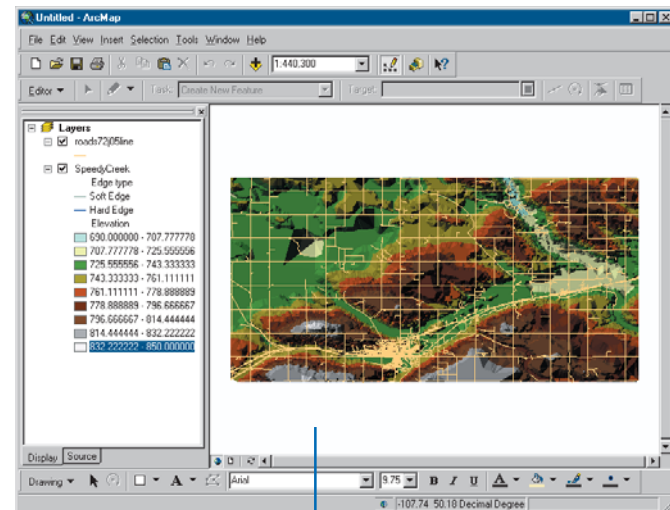 Untitled - ArcMap
File Edit View Insert Selection Tools Window Help
1:440.300
Editor Task: Create New Feature Target:
Layers
roads72j05line
SpeedyCreek
Edge type
Soft Edge
Hard Edge
Elevation
690.000000 - 707.777778
707.777778 - 725.555556
725.555556 - 743.333333
743.333333 - 761.111111
761.111111 - 778.888889
778.888889 - 796.666667
796.666667 - 814.444444
814.444444 - 832.222222
832.222222 - 850.000000
Display Source
Drawing A Arial 9.75 B I U A
-107.74 50.18 Decimal Degree